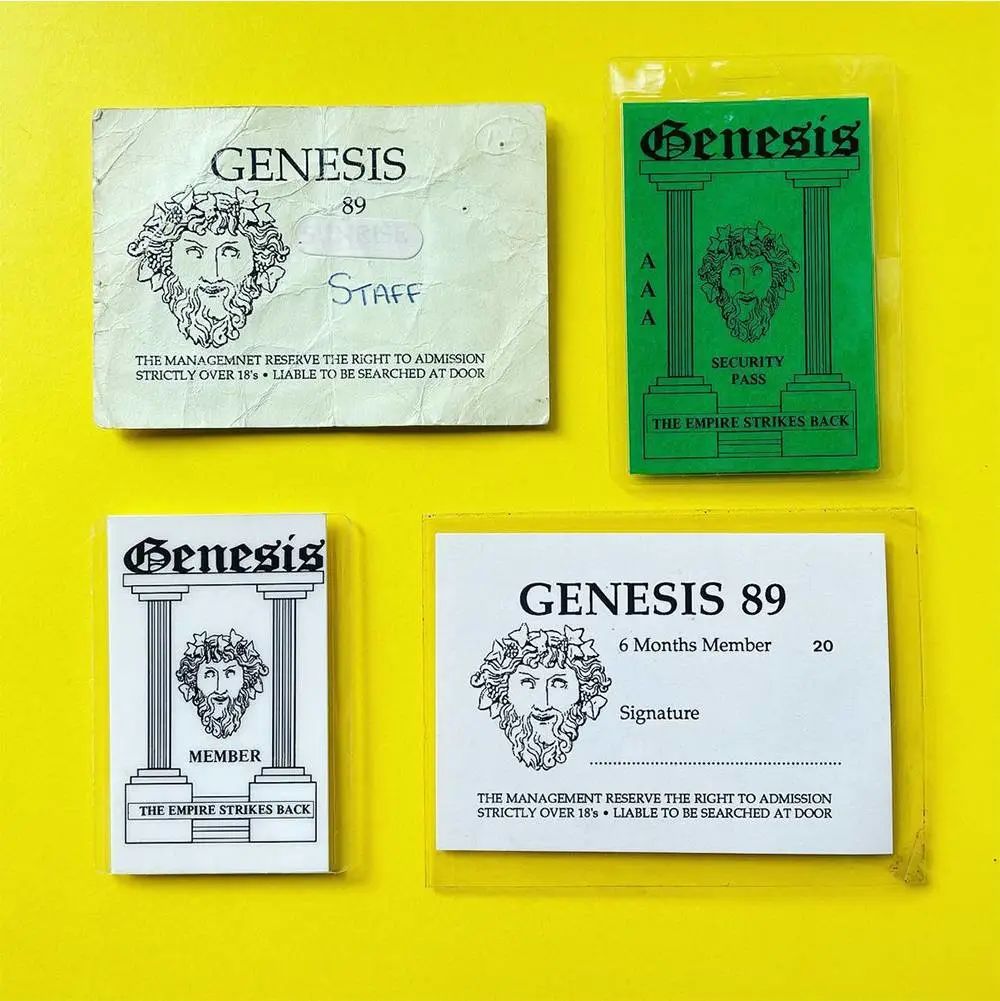 GENESIS
89
SUNRISE
STAFF
THE MANAGEMNET RESERVE THE RIGHT TO ADMISSION
STRICTLY OVER 18's • LIABLE TO BE SEARCHED AT DOOR
Genesis
A
A
A
SECURITY
PASS
THE EMPIRE STRIKES BACK
Genesis
MEMBER
THE EMPIRE STRIKES BACK
GENESIS 89
6 Months Member 20
Signature
THE MANAGEMENT RESERVE THE RIGHT TO ADMISSION
STRICTLY OVER 18's • LIABLE TO BE SEARCHED AT DOOR